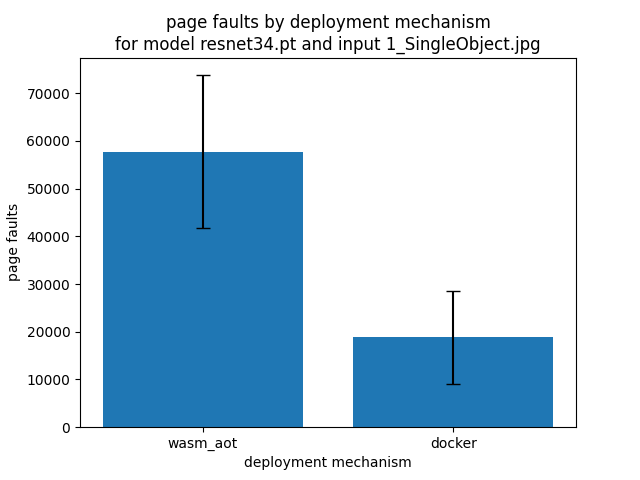 page faults by deployment mechanism
for model resnet34.pt and input 1_SingleObject.jpg
70000
60000
50000
40000
30000
20000
10000
0
page faults
wasm_aot
docker
deployment mechanism